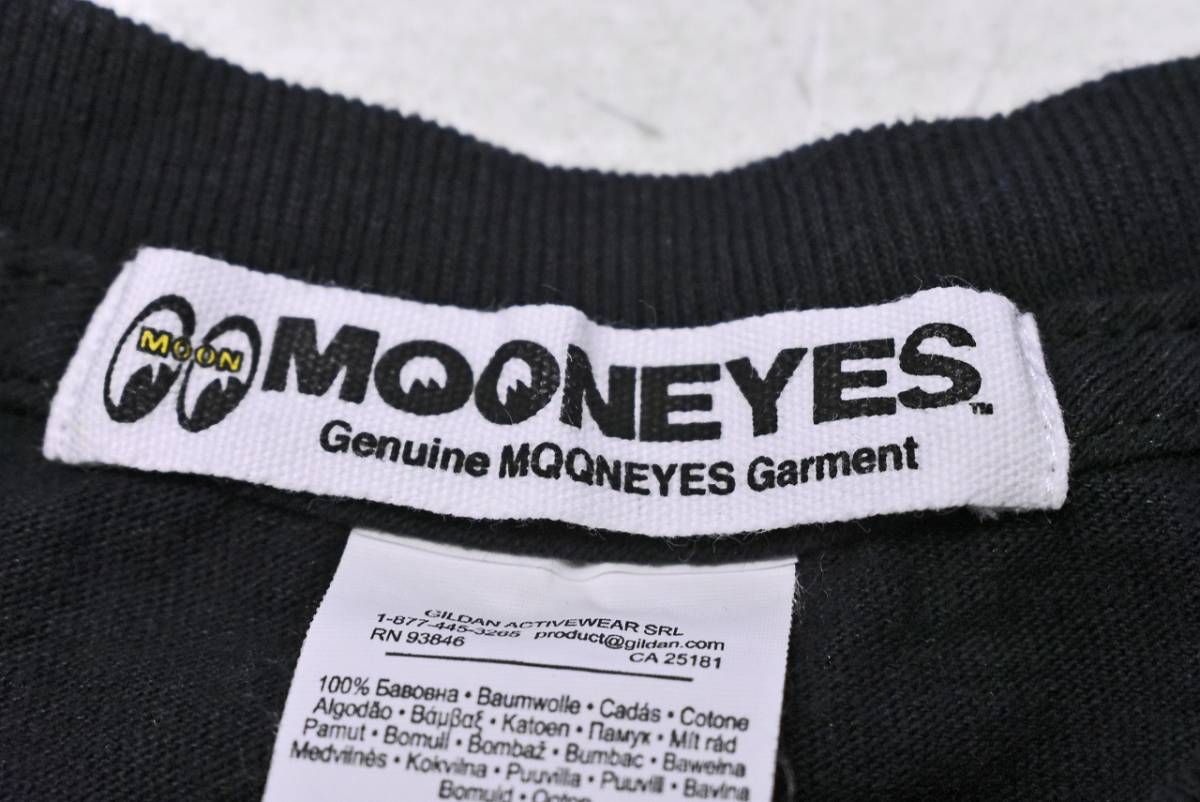 MOON
MOONEYES™
Genuine MOONEYES Garment
GILDAN ACTIVEWEAR SRL
1-877-445-3265 product@gildan.com
RN 93846 CA 25181
100% Бавовна • Baumwolle • Cadás • Cotone
Algodão • Βάμβαξ • Katoen • Памук • Mít rád
Pamut • Bomull • Bombaž • Bumbac • Bawełna
Medvilnės • Kokvilna • Puuvilla • Puuvill • Bavlna
Bomuld